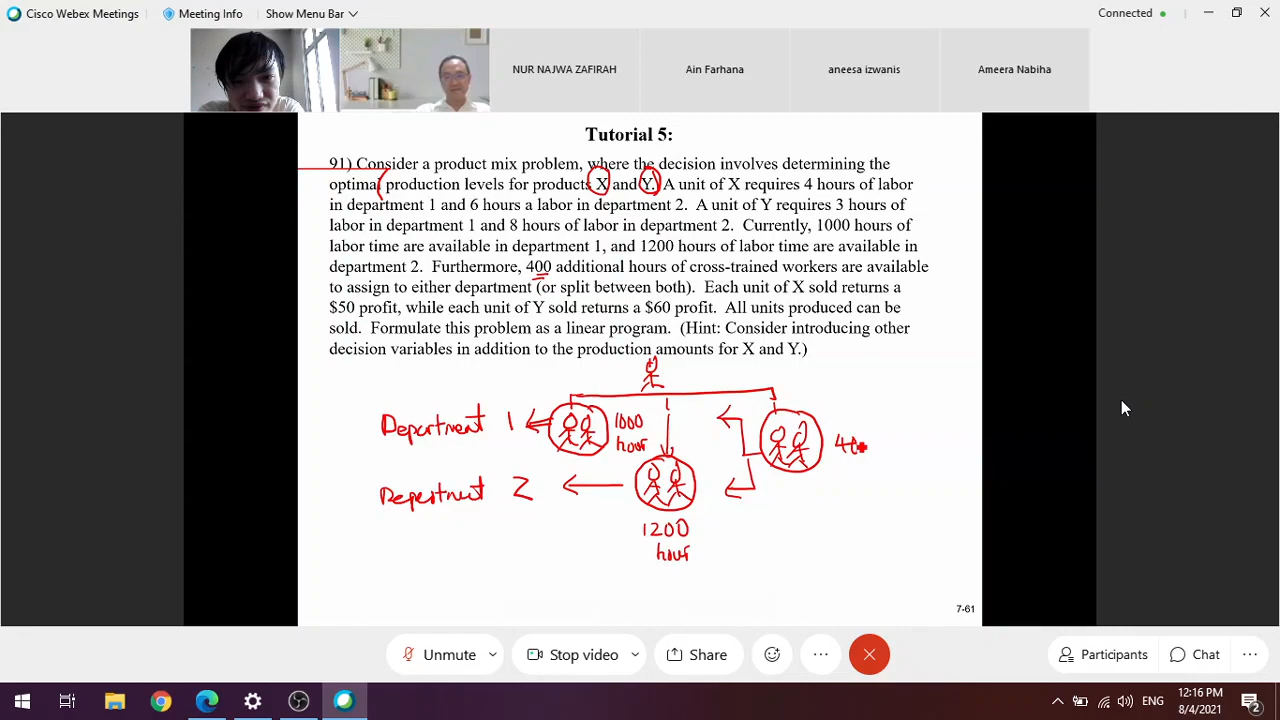 Cisco Webex Meetings
Meeting Info
Show Menu Bar
Connected
NUR NAJWA ZAFIRAH
Ain Farhana
aneesa izwanis
Ameera Nabiha
Tutorial 5:
91) Consider a product mix problem, where the decision involves determining the
optimal production levels for products X and Y. A unit of X requires 4 hours of labor
in department 1 and 6 hours a labor in department 2. A unit of Y requires 3 hours of
labor in department 1 and 8 hours of labor in department 2. Currently, 1000 hours of
labor time are available in department 1, and 1200 hours of labor time are available in
department 2. Furthermore, 400 additional hours of cross-trained workers are available
to assign to either department (or split between both). Each unit of X sold returns a
$50 profit, while each unit of Y sold returns a $60 profit. All units produced can be
sold. Formulate this problem as a linear program. (Hint: Consider introducing other
decision variables in addition to the production amounts for X and Y.)
Department 1
1000
hour
Department 2
1200
hour
7-61
Unmute
Stop video
Share
Participants
Chat
ENG
12:16 PM
8/4/2021
2